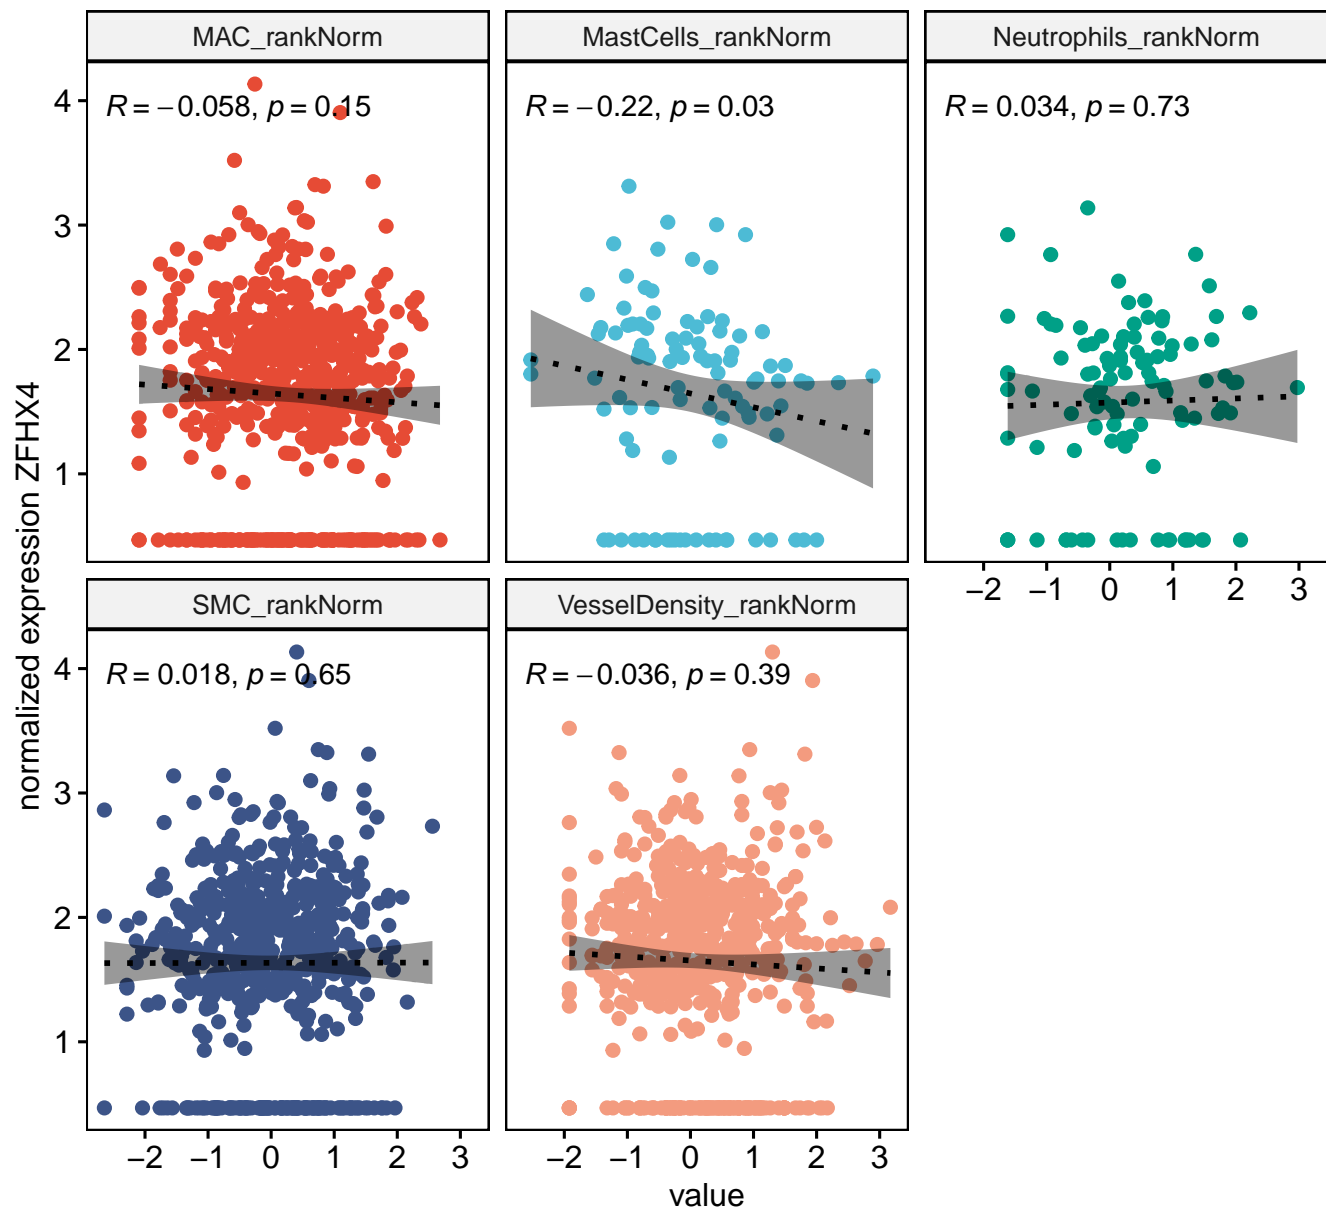 MAC_rankNorm
MastCells_rankNorm
Neutrophils_rankNorm
R = −0.058, p = 0.15
R = −0.22, p = 0.03
R = 0.034, p = 0.73
4
3
2
1
−2 −1 0 1 2 3
normalized expression ZFHX4
SMC_rankNorm
VesselDensity_rankNorm
R = 0.018, p = 0.65
R = −0.036, p = 0.39
4
3
2
1
−2 −1 0 1 2 3
−2 −1 0 1 2 3
value